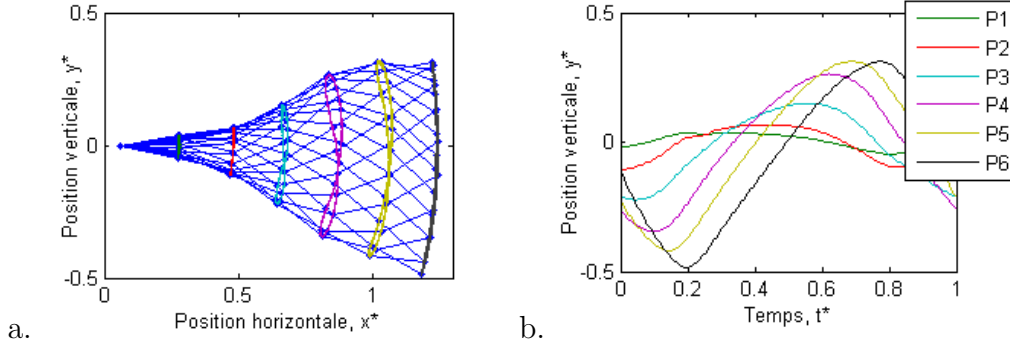 0.5
0
-0.5
0
0.5
1
Position verticale, y*
Position horizontale, x*
a.
0.5
0
-0.5
0
0.2
0.4
0.6
0.8
1
Position verticale, y*
Temps, t*
P1
P2
P3
P4
P5
P6
b.